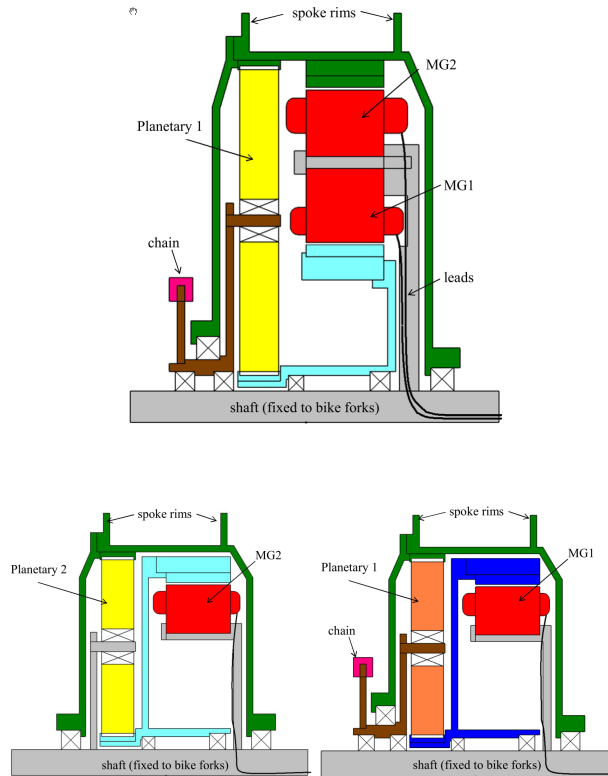 spoke rims
MG2
Planetary 1
MG1
chain
leads
shaft (fixed to bike forks)
spoke rims
MG2
Planetary 2
shaft (fixed to bike forks)
spoke rims
MG1
Planetary 1
chain
shaft (fixed to bike forks)